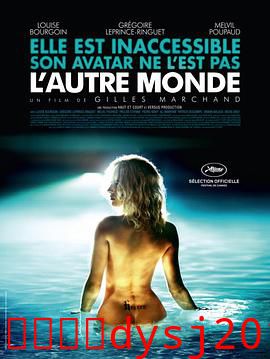 LOUISE BOURGOIN
GRÉGOIRE LEPRINCE-RINGUET
MELVIL POUPAUD
ELLE EST INACCESSIBLE
SON AVATAR NE L'EST PAS
L'AUTRE MONDE
UN FILM DE GILLES MARCHAND
SÉLECTION OFFICIELLE
FESTIVAL DE CANNES
dysj20